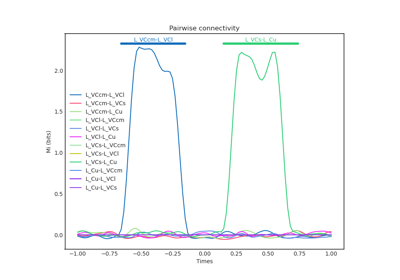 Pairwise connectivity
L_VCcm-L_VCl
L_VCs-L_Cu
Mi (bits)
2.0
1.5
1.0
0.5
0.0
L_VCcm-L_VCl
L_VCcm-L_VCs
L_VCcm-L_Cu
L_VCl-L_VCcm
L_VCl-L_VCs
L_VCl-L_Cu
L_VCs-L_VCcm
L_VCs-L_VCl
L_VCs-L_Cu
L_Cu-L_VCcm
L_Cu-L_VCl
L_Cu-L_VCs
−1.00 −0.75 −0.50 −0.25 0.00 0.25 0.50 0.75 1.00
Times